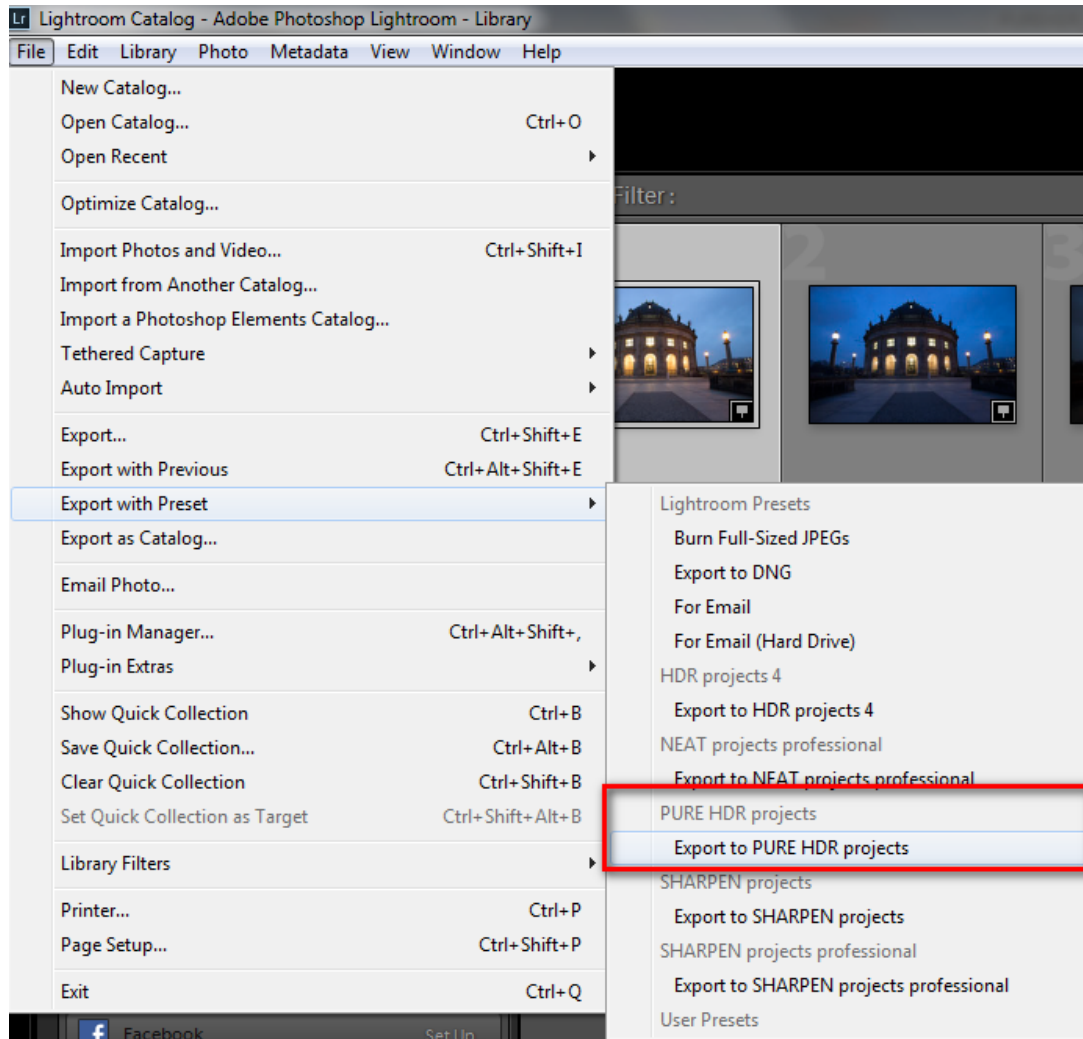 Lr Lightroom Catalog - Adobe Photoshop Lightroom - Library
File Edit Library Photo Metadata View Window Help
New Catalog...
Open Catalog... Ctrl+O
Open Recent
Optimize Catalog...
Import Photos and Video... Ctrl+Shift+I
Import from Another Catalog...
Import a Photoshop Elements Catalog...
Tethered Capture
Auto Import
Export... Ctrl+Shift+E
Export with Previous Ctrl+Alt+Shift+E
Export with Preset
Export as Catalog...
Email Photo...
Plug-in Manager... Ctrl+Alt+Shift+,
Plug-in Extras
Show Quick Collection Ctrl+B
Save Quick Collection... Ctrl+Alt+B
Clear Quick Collection Ctrl+Shift+B
Set Quick Collection as Target Ctrl+Shift+Alt+B
Library Filters
Printer... Ctrl+P
Page Setup... Ctrl+Shift+P
Exit Ctrl+Q
Filter :
2 3
Lightroom Presets
Burn Full-Sized JPEGs
Export to DNG
For Email
For Email (Hard Drive)
HDR projects 4
Export to HDR projects 4
NEAT projects professional
Export to NEAT projects professional
PURE HDR projects
Export to PURE HDR projects
SHARPEN projects
Export to SHARPEN projects
SHARPEN projects professional
Export to SHARPEN projects professional
User Presets
f Facebook Set Up